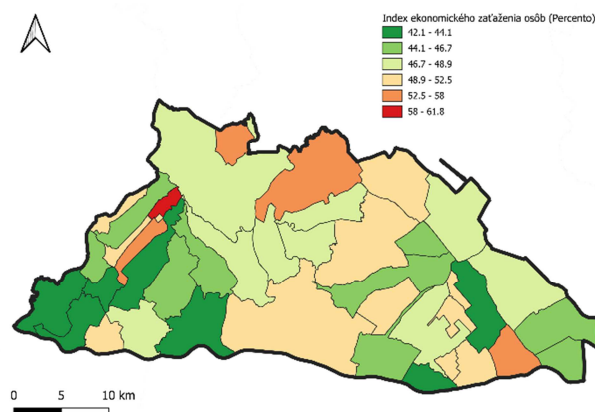 Index ekonomického zaťaženia osôb (Percento)
42.1 - 44.1
44.1 - 46.7
46.7 - 48.9
48.9 - 52.5
52.5 - 58
58 - 61.8
0 5 10 km